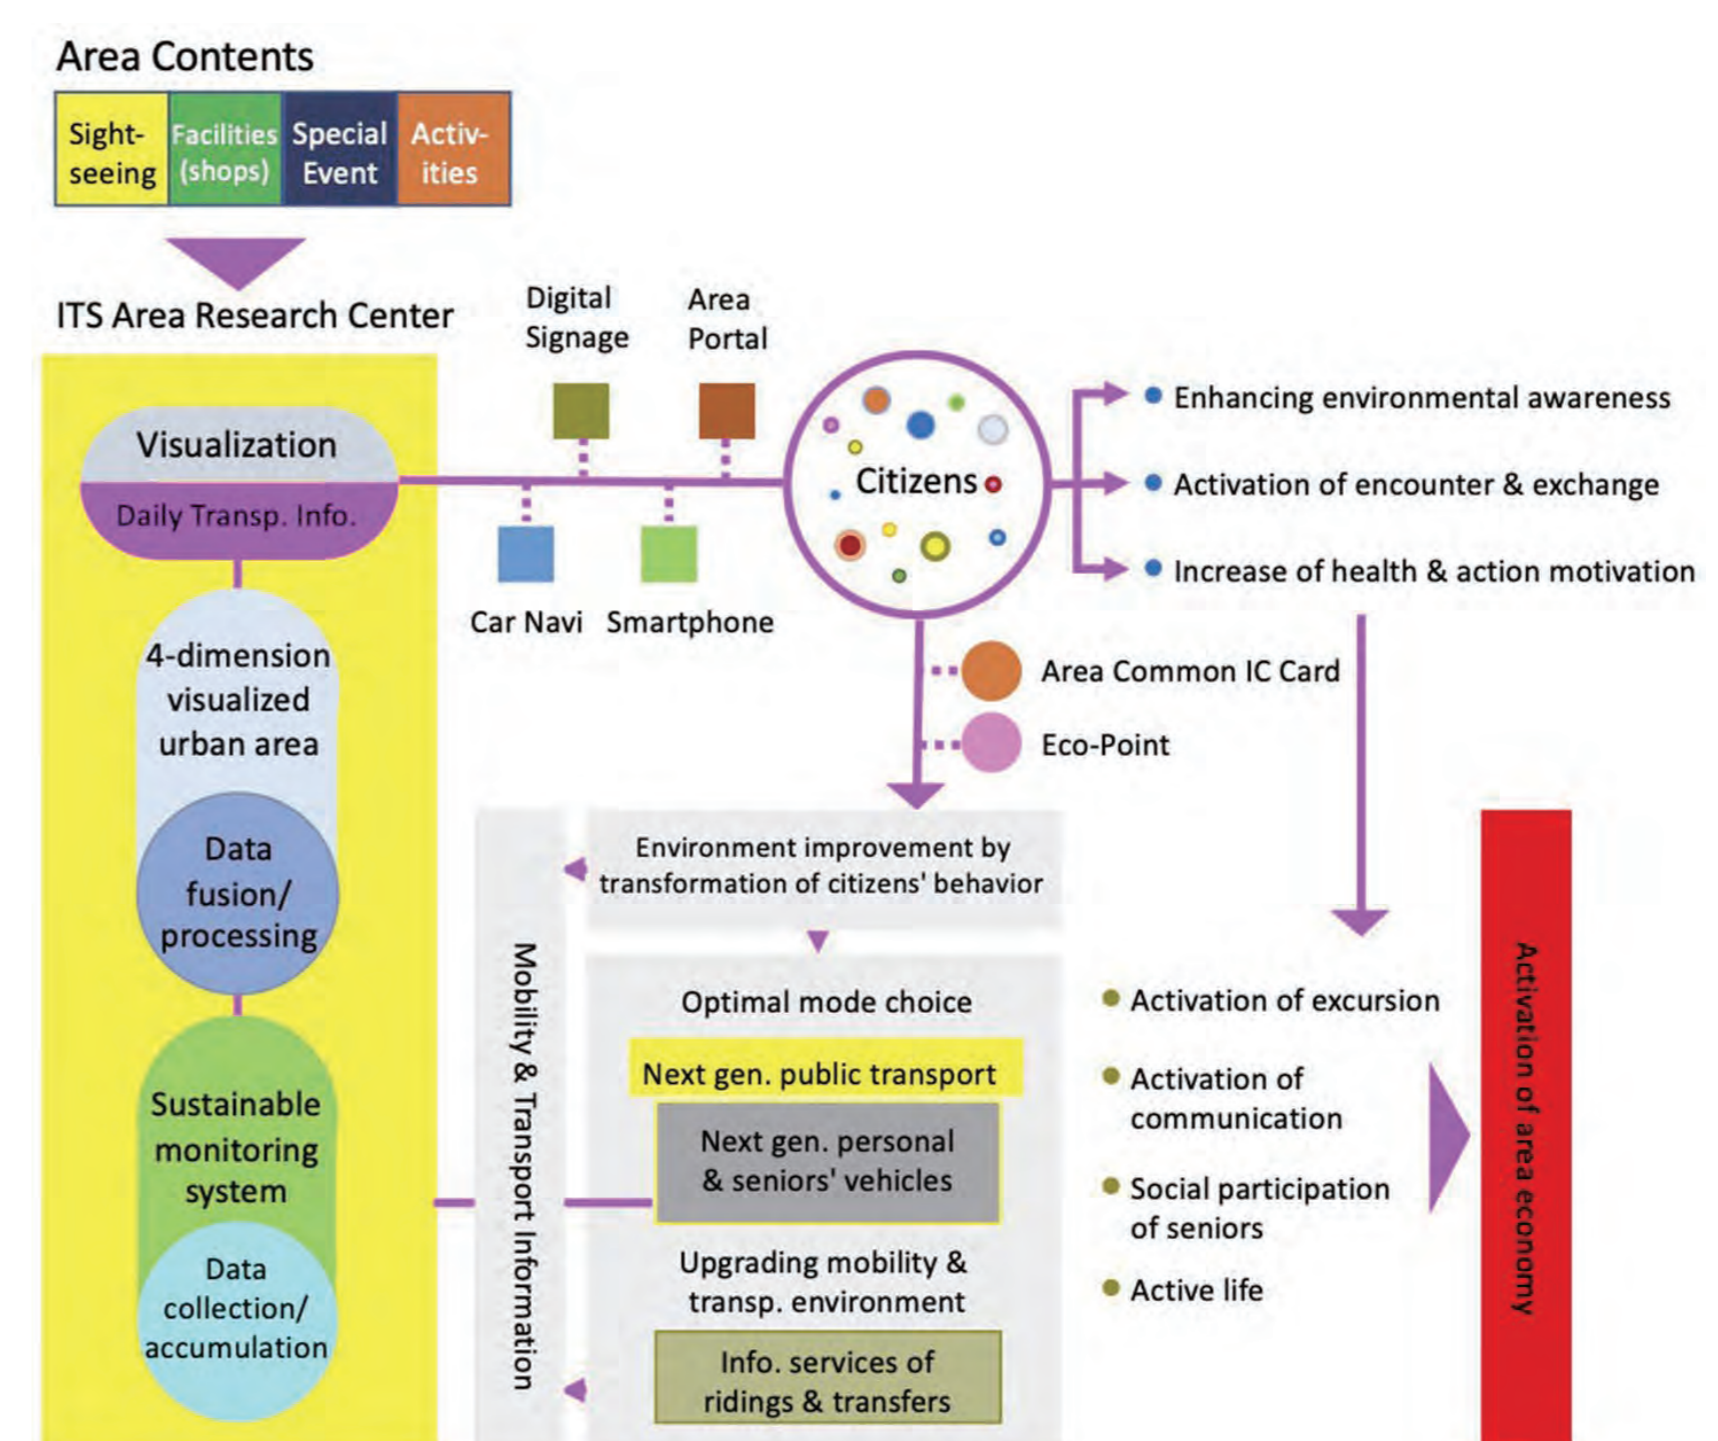 Area Contents
Sight-
seeing
Facilities
(shops)
Special
Event
Activ-
ities
ITS Area Research Center
Visualization
Daily Transp. Info.
4-dimension
visualized
urban area
Data
fusion/
processing
Sustainable
monitoring
system
Data
collection/
accumulation
Digital
Signage
Area
Portal
Car Navi
Smartphone
Citizens
Enhancing environmental awareness
Activation of encounter & exchange
Increase of health & action motivation
Area Common IC Card
Eco-Point
Mobility & Transport Information
Environment improvement by
transformation of citizens' behavior
Optimal mode choice
Next gen. public transport
Next gen. personal
& seniors' vehicles
Upgrading mobility &
transp. environment
Info. services of
ridings & transfers
Activation of excursion
Activation of
communication
Social participation
of seniors
Active life
Activation of area economy